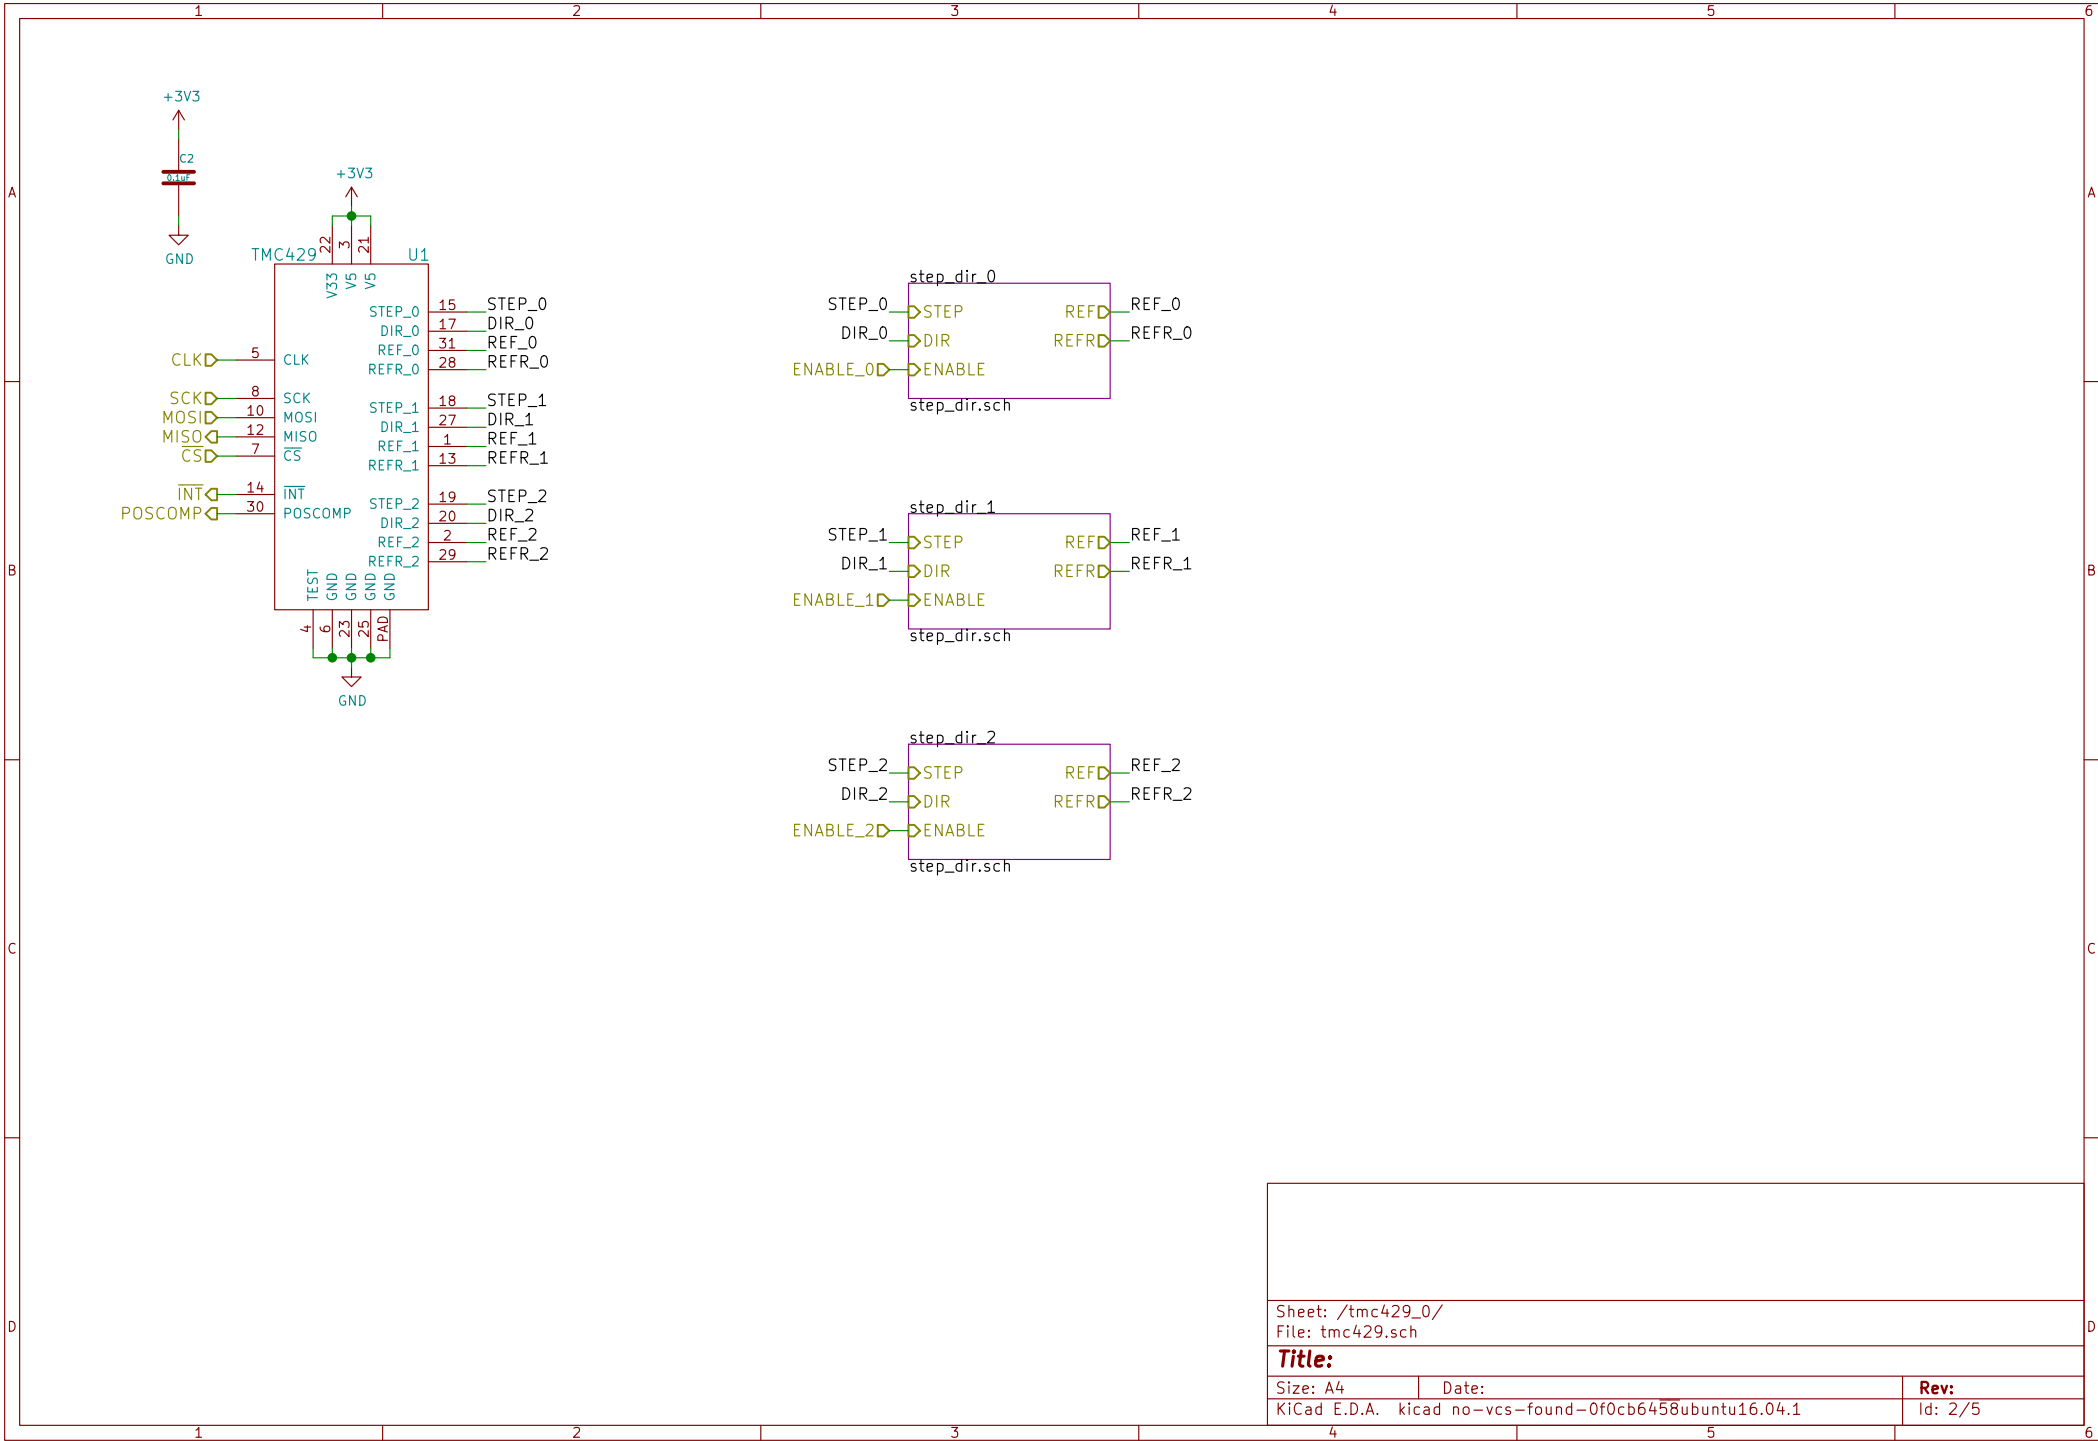 1 2 3 4 5 6
A A
B B
C C
D D
+3V3
C2
0.1uF
GND
+3V3
TMC429 U1
22 3 21
V33 V5 V5
STEP_0 15 STEP_0
DIR_0 17 DIR_0
REF_0 31 REF_0
REFR_0 28 REFR_0
STEP_1 18 STEP_1
DIR_1 27 DIR_1
REF_1 1 REF_1
REFR_1 13 REFR_1
STEP_2 19 STEP_2
DIR_2 20 DIR_2
REF_2 2 REF_2
REFR_2 29 REFR_2
CLK 5 CLK
SCK 8 SCK
MOSI 10 MOSI
MISO 12 MISO
CS 7 CS
INT 14 INT
POSCOMP 30 POSCOMP
TEST GND GND GND GND
4 6 23 25 PAD
GND
step_dir_0
STEP_0 STEP REF REF_0
DIR_0 DIR REFR REFR_0
ENABLE_0 ENABLE
step_dir.sch
step_dir_1
STEP_1 STEP REF REF_1
DIR_1 DIR REFR REFR_1
ENABLE_1 ENABLE
step_dir.sch
step_dir_2
STEP_2 STEP REF REF_2
DIR_2 DIR REFR REFR_2
ENABLE_2 ENABLE
step_dir.sch
Sheet: /tmc429_0/
File: tmc429.sch
Title:
Size: A4 Date: Rev:
KiCad E.D.A. kicad no-vcs-found-0f0cb6458ubuntu16.04.1 Id: 2/5
1 2 3 4 5 6